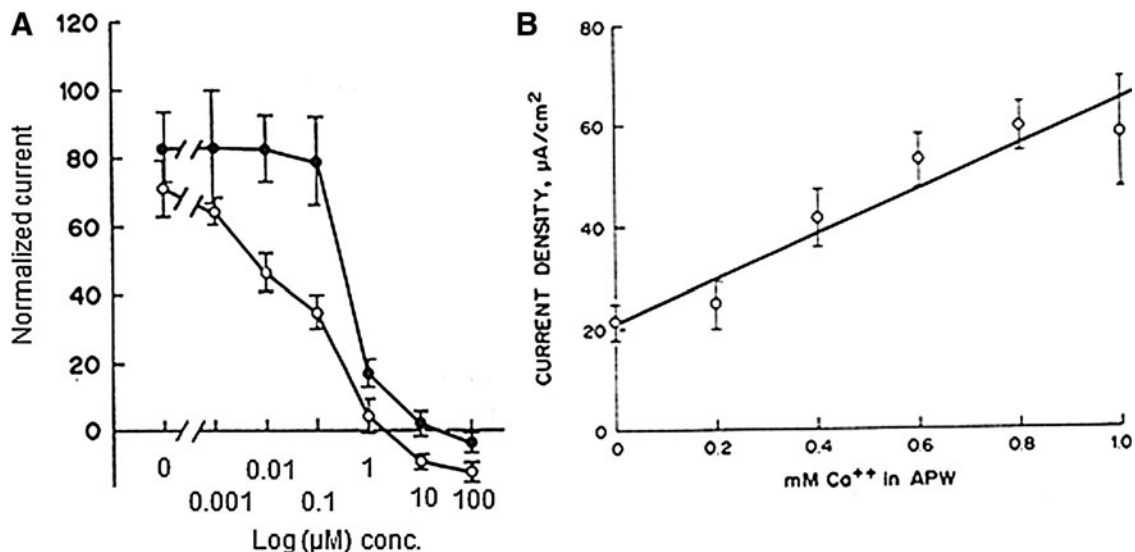 A
120
100
80
60
40
20
0
Normalized current
0 0.01 1 100
0.001 0.1 10
Log (µM) conc.
B
80
60
40
20
0
CURRENT DENSITY, µA/cm²
0 0.2 0.4 0.6 0.8 1.0
mM Ca⁺⁺ in APW